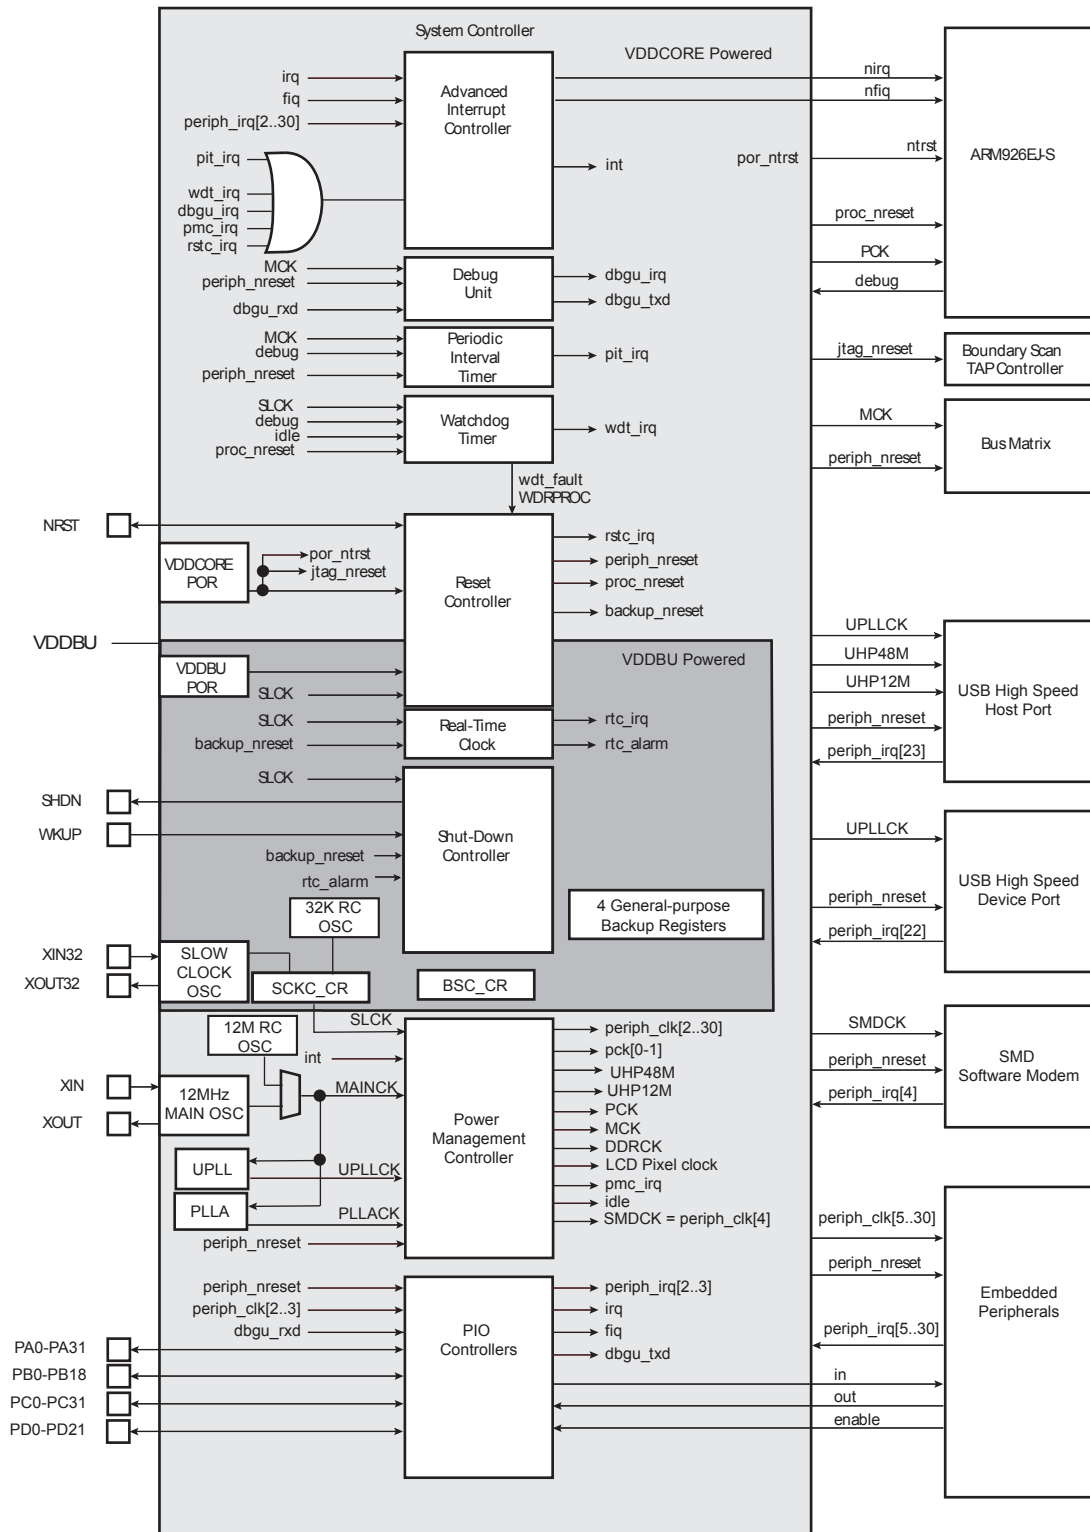 System Controller
VDDCORE Powered
irq
fiq
periph_irq[2..30]
pit_irq
wdt_irq
dbgu_irq
pmc_irq
rstc_irq
Advanced
Interrupt
Controller
int
por_ntrst
nirq
nfiq
ntrst
proc_nreset
PCK
debug
ARM926EJ-S
MCK
periph_nreset
dbgu_rxd
Debug
Unit
dbgu_irq
dbgu_txd
MCK
debug
periph_nreset
Periodic
Interval
Timer
pit_irq
jtag_nreset
Boundary Scan
TAP Controller
SLCK
debug
idle
proc_nreset
Watchdog
Timer
wdt_irq
MCK
periph_nreset
Bus Matrix
wdt_fault
WDRPROC
NRST
VDDCORE
POR
por_ntrst
jtag_nreset
Reset
Controller
rstc_irq
periph_nreset
proc_nreset
backup_nreset
VDDBU
VDDBU Powered
VDDBU
POR
SLCK
UPLLCK
UHP48M
UHP12M
periph_nreset
periph_irq[23]
USB High Speed
Host Port
SLCK
backup_nreset
Real-Time
Clock
rtc_irq
rtc_alarm
SLCK
SHDN
WKUP
backup_nreset
rtc_alarm
Shut-Down
Controller
4 General-purpose
Backup Registers
UPLLCK
periph_nreset
periph_irq[22]
USB High Speed
Device Port
32K RC
OSC
XIN32
XOUT32
SLOW
CLOCK
OSC
SCKC_CR
BSC_CR
SLCK
12M RC
OSC
int
XIN
XOUT
12MHz
MAIN OSC
MAINCK
UPLL
UPLLCK
PLLA
PLLACK
periph_nreset
Power
Management
Controller
periph_clk[2..30]
pck[0-1]
UHP48M
UHP12M
PCK
MCK
DDRCK
LCD Pixel clock
pmc_irq
idle
SMDCK = periph_clk[4]
SMDCK
periph_nreset
periph_irq[4]
SMD
Software Modem
periph_nreset
periph_clk[2..3]
dbgu_rxd
PA0-PA31
PB0-PB18
PC0-PC31
PD0-PD21
PIO
Controllers
periph_irq[2..3]
irq
fiq
dbgu_txd
periph_clk[5..30]
periph_nreset
periph_irq[5..30]
in
out
enable
Embedded
Peripherals